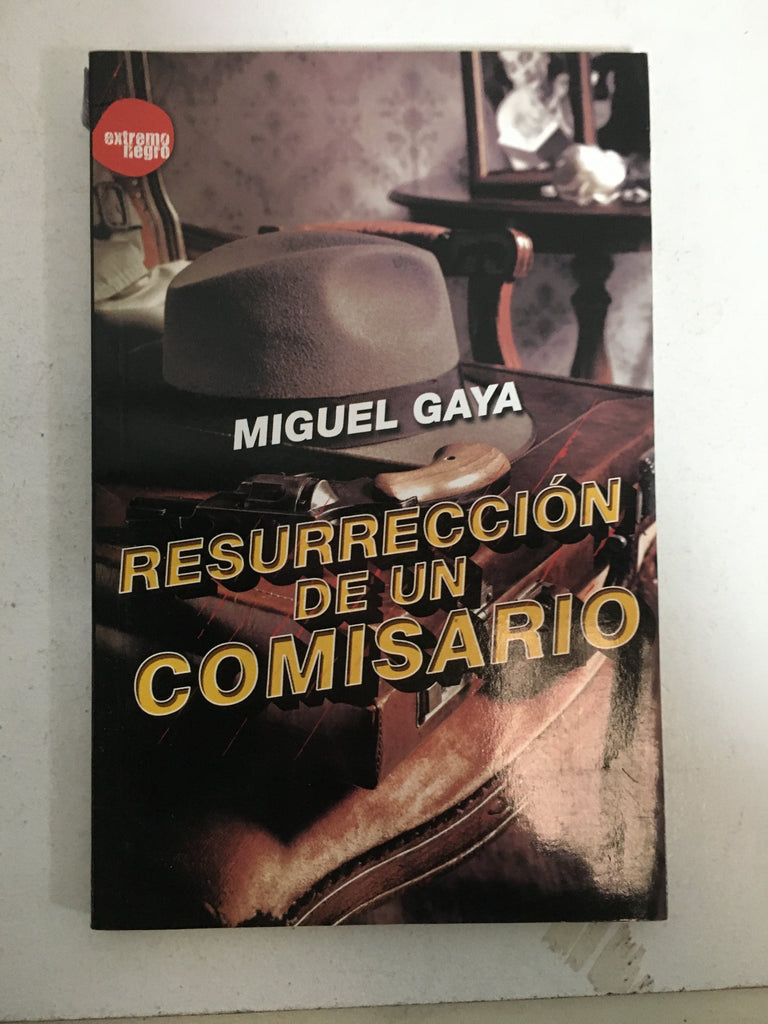 extremo
negro
MIGUEL GAYA
RESURRECCIÓN
DE UN
COMISARIO